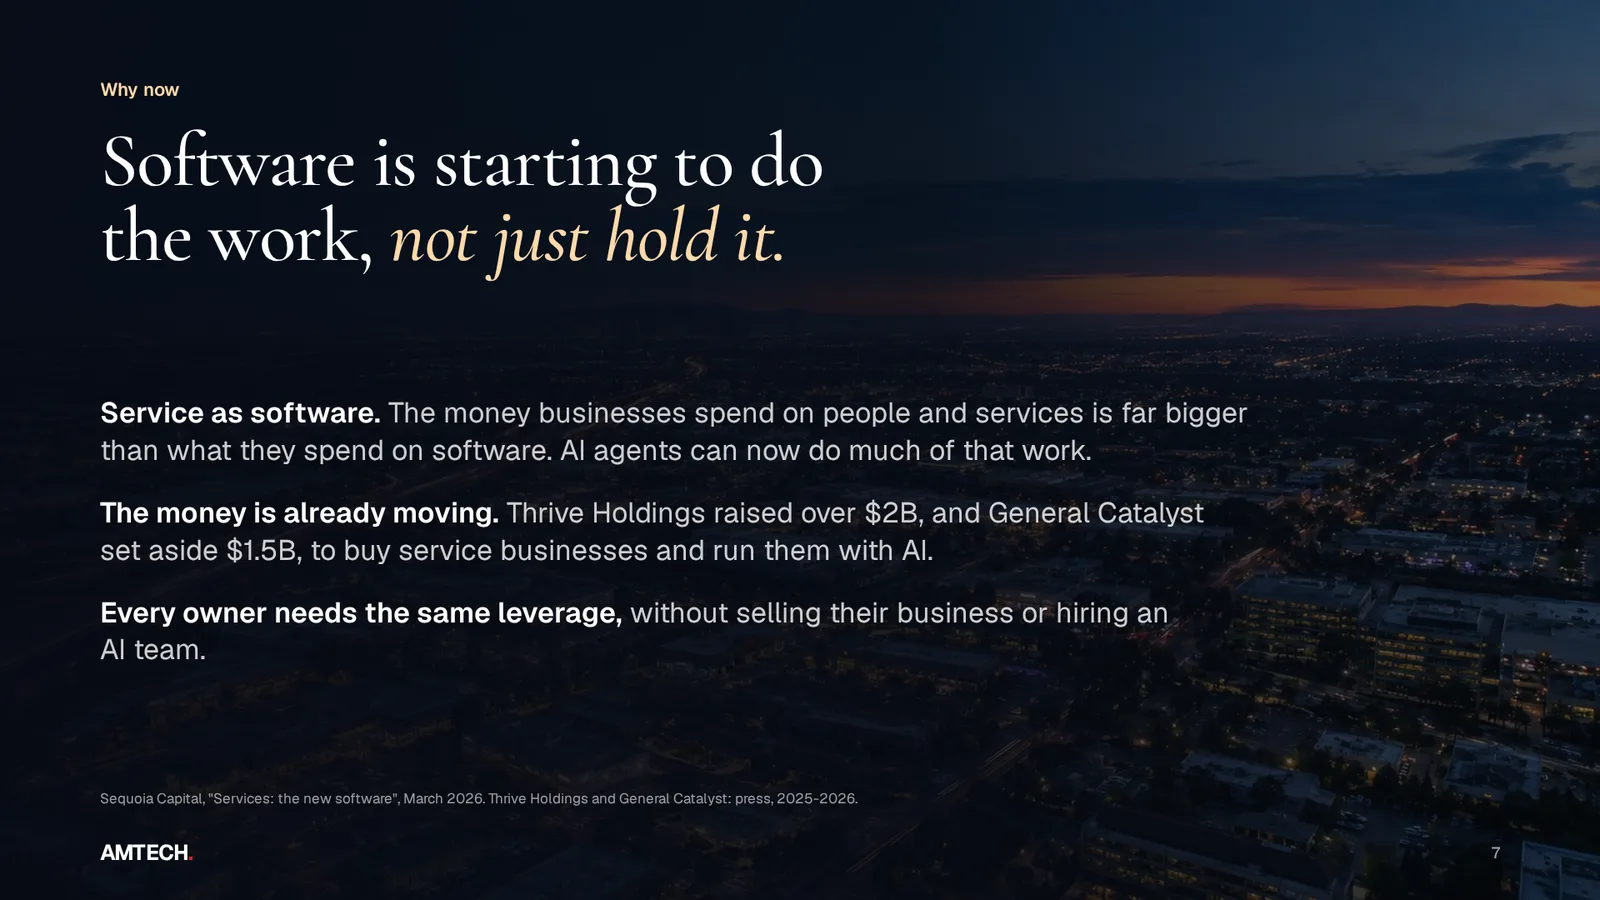 Why now
Software is starting to do
the work, not just hold it.
Service as software. The money businesses spend on people and services is far bigger
than what they spend on software. AI agents can now do much of that work.
The money is already moving. Thrive Holdings raised over $2B, and General Catalyst
set aside $1.5B, to buy service businesses and run them with AI.
Every owner needs the same leverage, without selling their business or hiring an
AI team.
Sequoia Capital, "Services: the new software", March 2026. Thrive Holdings and General Catalyst: press, 2025-2026.
AMTECH.
7